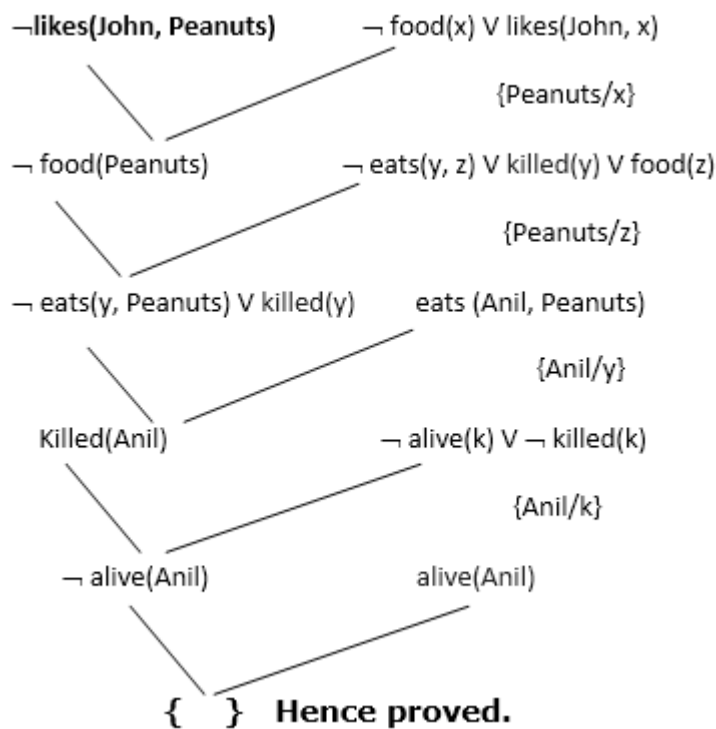 ¬likes(John, Peanuts) ¬ food(x) V likes(John, x)
{Peanuts/x}
¬ food(Peanuts) ¬ eats(y, z) V killed(y) V food(z)
{Peanuts/z}
¬ eats(y, Peanuts) V killed(y) eats (Anil, Peanuts)
{Anil/y}
Killed(Anil) ¬ alive(k) V ¬ killed(k)
{Anil/k}
¬ alive(Anil) alive(Anil)
{ } Hence proved.